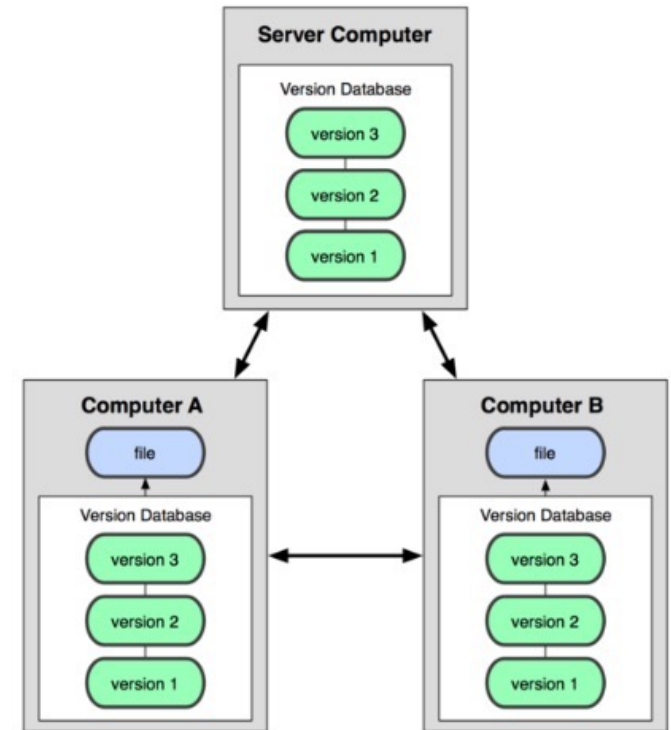 Server Computer
Version Database
version 3
version 2
version 1
Computer A
file
Version Database
version 3
version 2
version 1
Computer B
file
Version Database
version 3
version 2
version 1